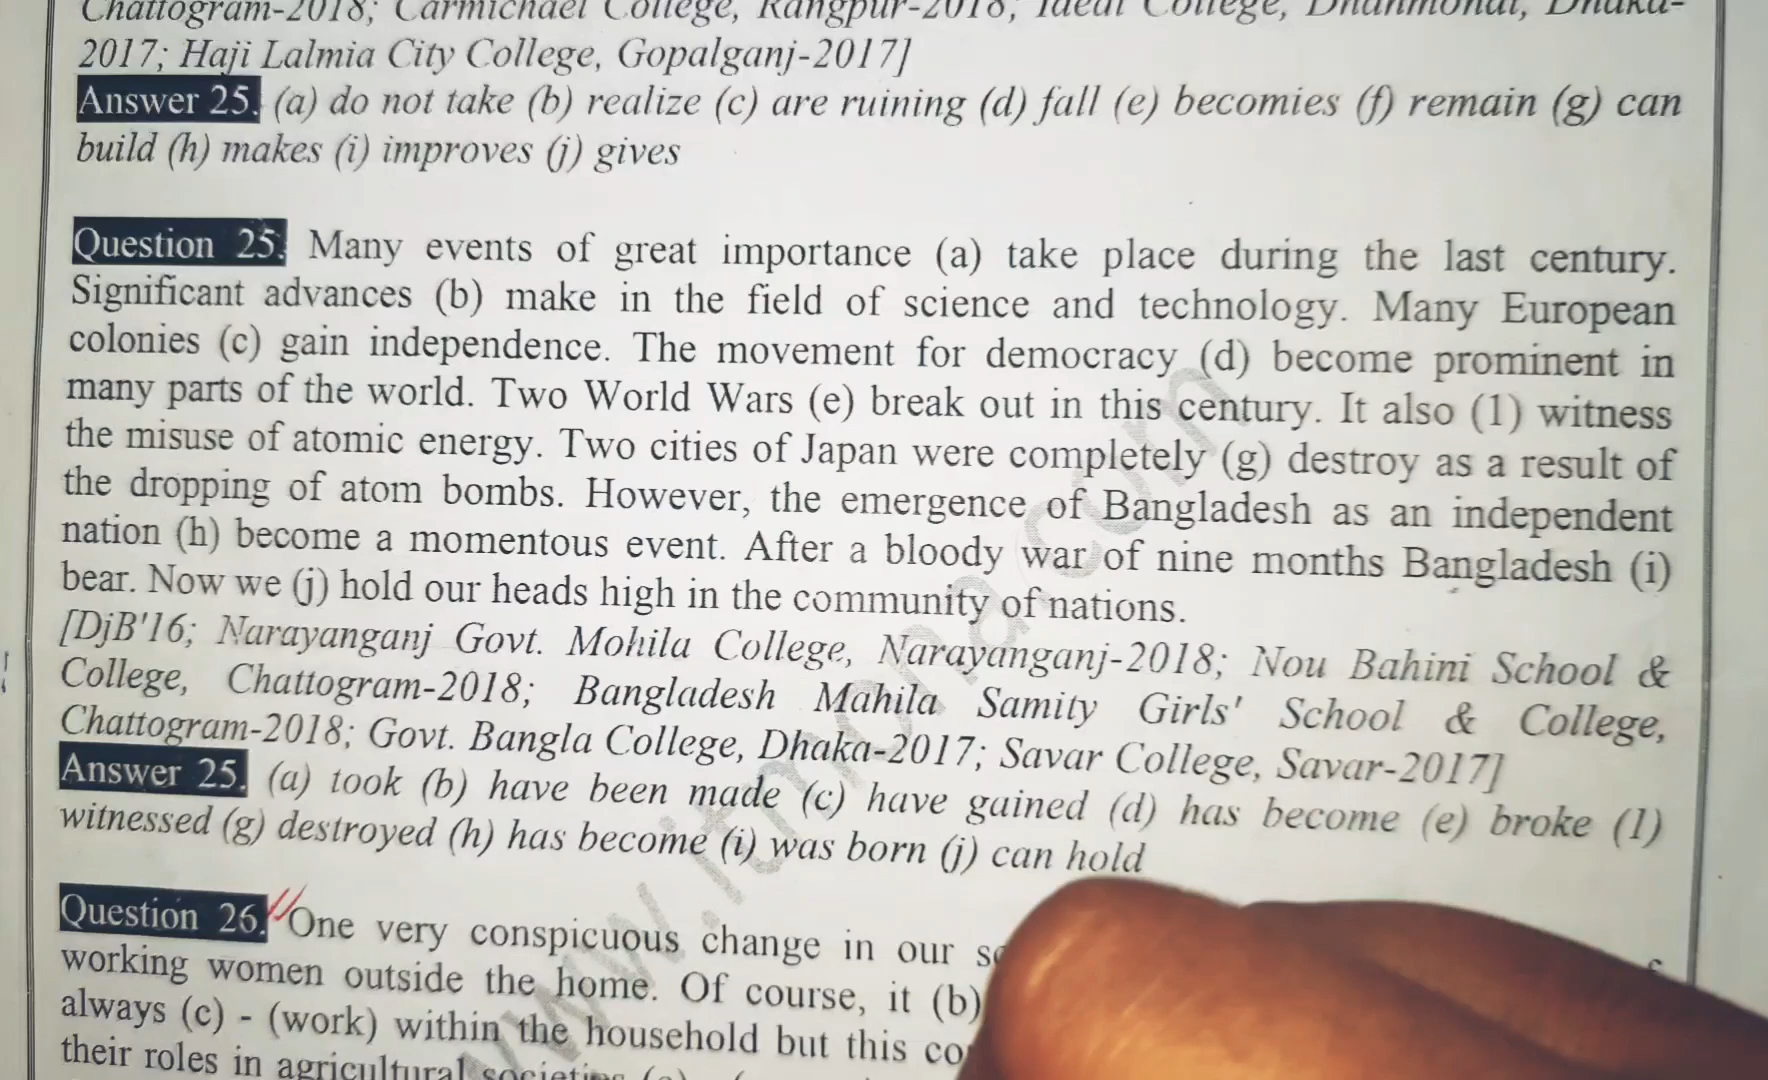 Chattogram-2018; Carmichael College, Rangpur-2018; Ideal College, Dhanmondi, Dhaka-
2017; Haji Lalmia City College, Gopalganj-2017]
Answer 25. (a) do not take (b) realize (c) are ruining (d) fall (e) becomies (f) remain (g) can
build (h) makes (i) improves (j) gives
Question 25. Many events of great importance (a) take place during the last century.
Significant advances (b) make in the field of science and technology. Many European
colonies (c) gain independence. The movement for democracy (d) become prominent in
many parts of the world. Two World Wars (e) break out in this century. It also (1) witness
the misuse of atomic energy. Two cities of Japan were completely (g) destroy as a result of
the dropping of atom bombs. However, the emergence of Bangladesh as an independent
nation (h) become a momentous event. After a bloody war of nine months Bangladesh (i)
bear. Now we (j) hold our heads high in the community of nations.
[DjB'16; Narayanganj Govt. Mohila College, Narayanganj-2018; Nou Bahini School &
College, Chattogram-2018; Bangladesh Mahila Samity Girls' School & College,
Chattogram-2018; Govt. Bangla College, Dhaka-2017; Savar College, Savar-2017]
Answer 25. (a) took (b) have been made (c) have gained (d) has become (e) broke (1)
witnessed (g) destroyed (h) has become (i) was born (j) can hold
Question 26. One very conspicuous change in our
working women outside the home. Of course, it (b)
always (c) - (work) within the household but this
their roles in agricultural societies
www.itmona.com